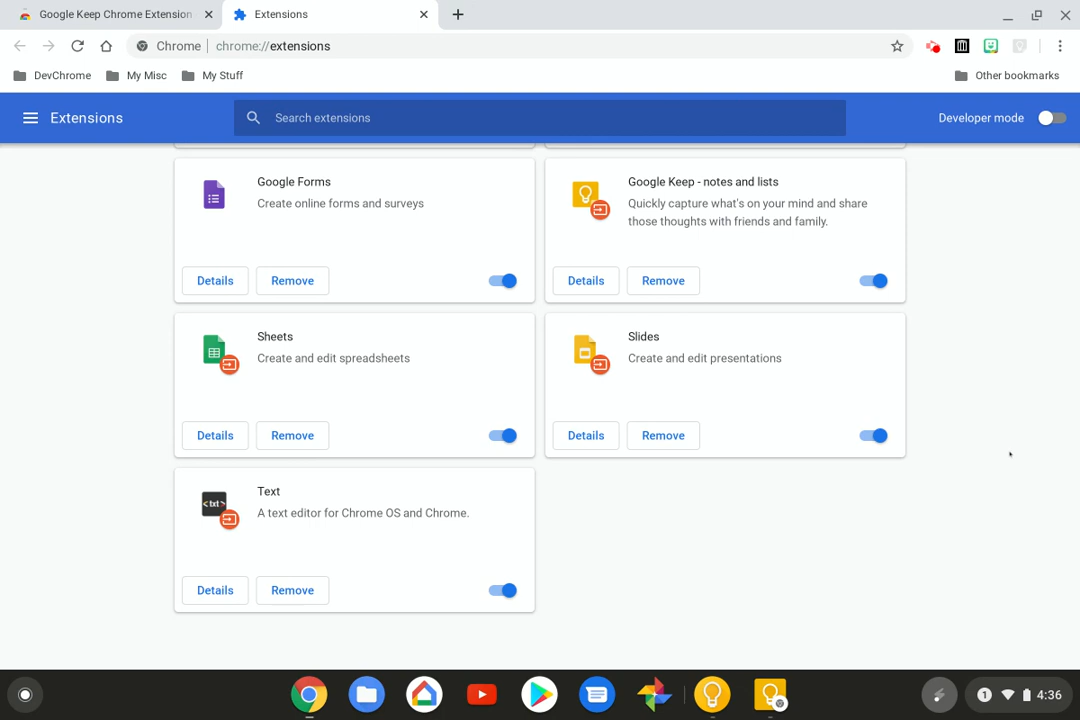 Google Keep Chrome Extension
Extensions
Chrome
chrome://extensions
DevChrome
My Misc
My Stuff
Other bookmarks
Extensions
Search extensions
Developer mode
Google Forms
Create online forms and surveys
Details
Remove
Google Keep - notes and lists
Quickly capture what's on your mind and share
those thoughts with friends and family.
Details
Remove
Sheets
Create and edit spreadsheets
Details
Remove
Slides
Create and edit presentations
Details
Remove
<txt>
Text
A text editor for Chrome OS and Chrome.
Details
Remove
1
4:36